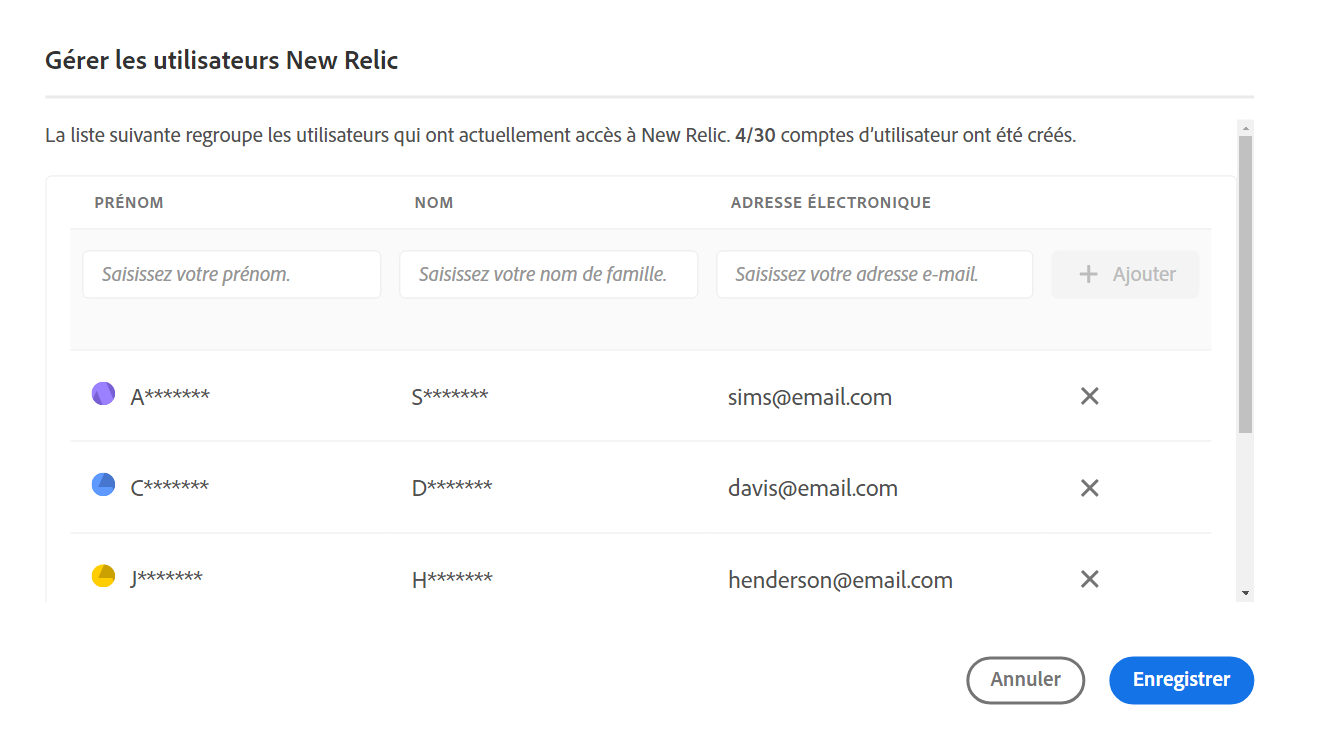 Gérer les utilisateurs New Relic
La liste suivante regroupe les utilisateurs qui ont actuellement accès à New Relic. 4/30 comptes d’utilisateur ont été créés.
PRÉNOM NOM ADRESSE ÉLECTRONIQUE
Saisissez votre prénom. Saisissez votre nom de famille. Saisissez votre adresse e-mail. + Ajouter
A******* S******* sims@email.com
C******* D******* davis@email.com
J******* H******* henderson@email.com
Annuler Enregistrer